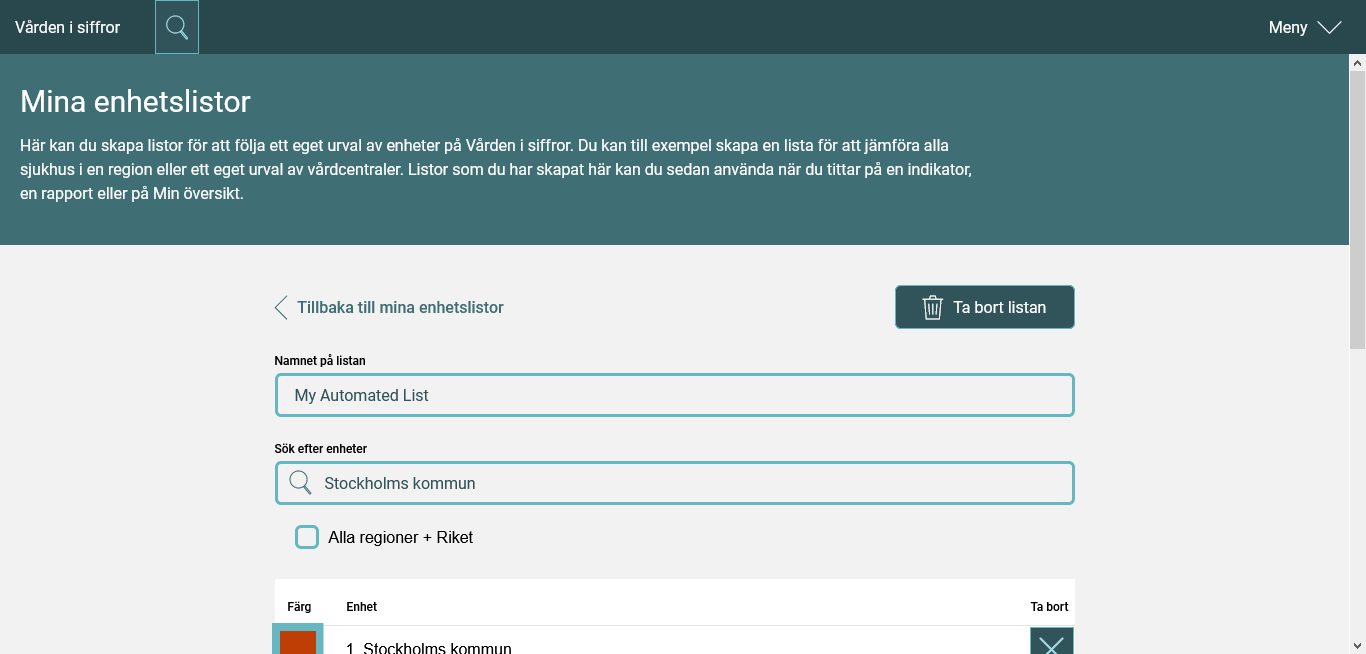 Vården i siffror
Meny
Mina enhetslistor
Här kan du skapa listor för att följa ett eget urval av enheter på Vården i siffror. Du kan till exempel skapa en lista för att jämföra alla
sjukhus i en region eller ett eget urval av vårdcentraler. Listor som du har skapat här kan du sedan använda när du tittar på en indikator,
en rapport eller på Min översikt.
Tillbaka till mina enhetslistor
Ta bort listan
Namnet på listan
My Automated List
Sök efter enheter
Stockholms kommun
Alla regioner + Riket
Färg
Enhet
Ta bort
1. Stockholms kommun